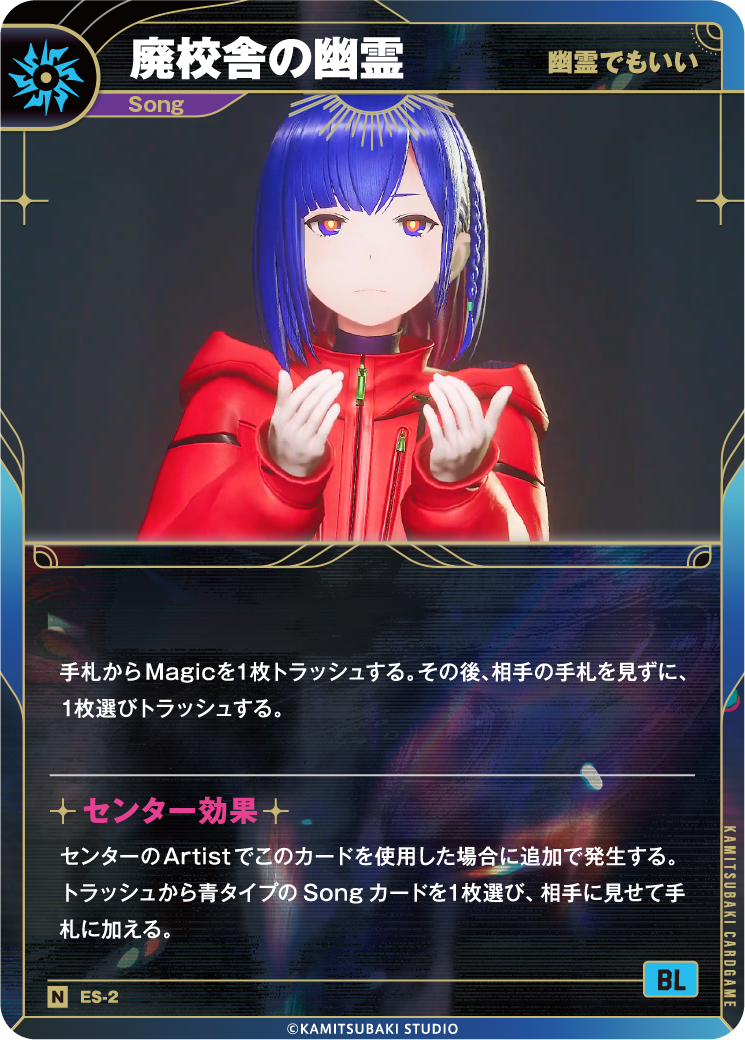 廃校舎の幽霊
幽霊でもいい
Song
手札からMagicを1枚トラッシュする。その後、相手の手札を見ずに、
1枚選びトラッシュする。
センター効果
センターのArtistでこのカードを使用した場合に追加で発生する。
トラッシュから青タイプのSongカードを1枚選び、相手に見せて手
札に加える。
KAMITSUBAKI CARDGAME
BL
N ES-2
©KAMITSUBAKI STUDIO